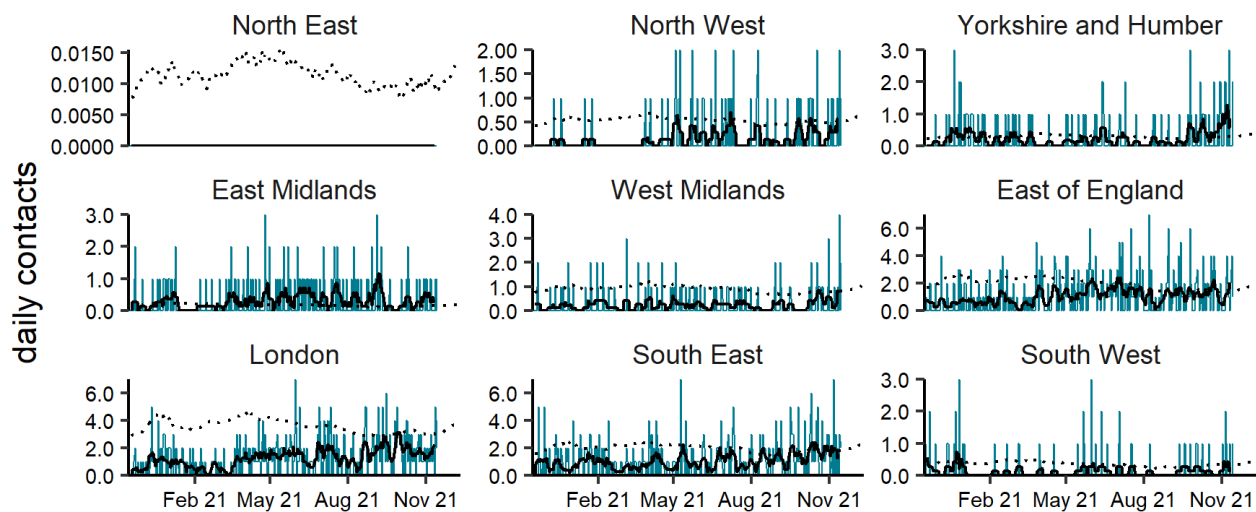 North East
North West
Yorkshire and Humber
0.0150
0.0100
0.0050
0.0000
2.00
1.50
1.00
0.50
0.00
3.0
2.0
1.0
0.0
East Midlands
West Midlands
East of England
3.0
2.0
1.0
0.0
4.0
3.0
2.0
1.0
0.0
6.0
4.0
2.0
0.0
daily contacts
London
South East
South West
6.0
4.0
2.0
0.0
6.0
4.0
2.0
0.0
3.0
2.0
1.0
0.0
Feb 21 May 21 Aug 21 Nov 21
Feb 21 May 21 Aug 21 Nov 21
Feb 21 May 21 Aug 21 Nov 21